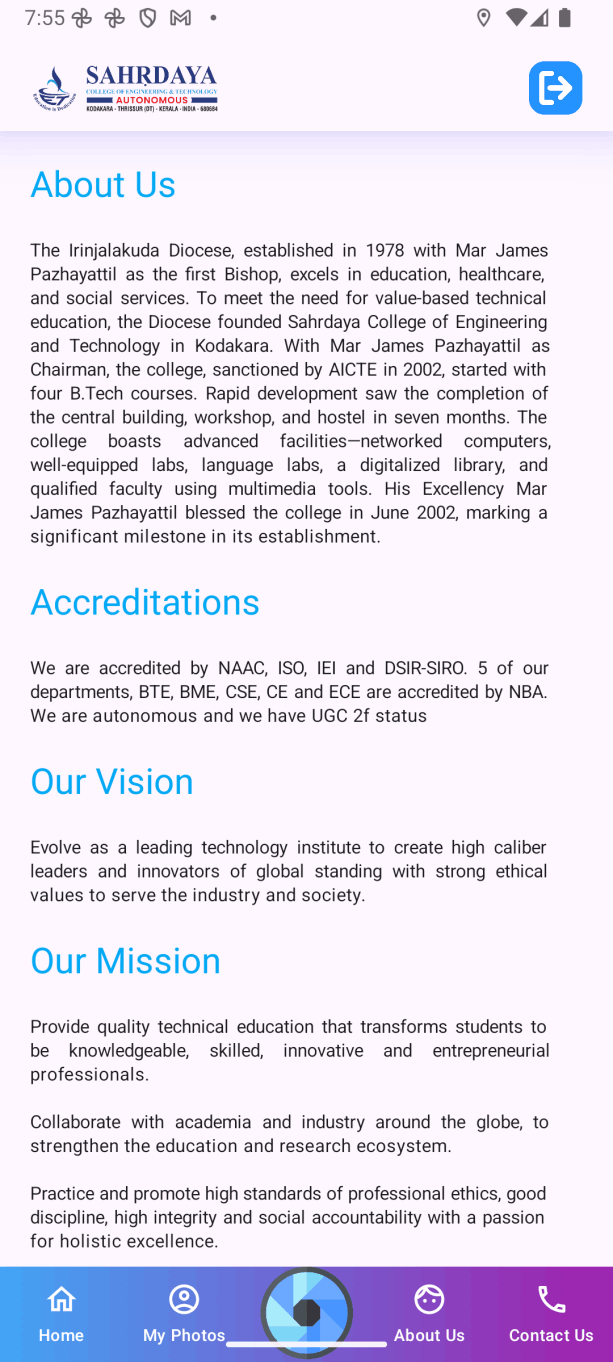 7:55
SAHRDAYA
COLLEGE OF ENGINEERING & TECHNOLOGY
AUTONOMOUS
KODAKARA - THRISSUR (DT) - KERALA - INDIA - 680684
About Us
The Irinjalakuda Diocese, established in 1978 with Mar James
Pazhayattil as the first Bishop, excels in education, healthcare,
and social services. To meet the need for value-based technical
education, the Diocese founded Sahrdaya College of Engineering
and Technology in Kodakara. With Mar James Pazhayattil as
Chairman, the college, sanctioned by AICTE in 2002, started with
four B.Tech courses. Rapid development saw the completion of
the central building, workshop, and hostel in seven months. The
college boasts advanced facilities—networked computers,
well-equipped labs, language labs, a digitalized library, and
qualified faculty using multimedia tools. His Excellency Mar
James Pazhayattil blessed the college in June 2002, marking a
significant milestone in its establishment.
Accreditations
We are accredited by NAAC, ISO, IEI and DSIR-SIRO. 5 of our
departments, BTE, BME, CSE, CE and ECE are accredited by NBA.
We are autonomous and we have UGC 2f status
Our Vision
Evolve as a leading technology institute to create high caliber
leaders and innovators of global standing with strong ethical
values to serve the industry and society.
Our Mission
Provide quality technical education that transforms students to
be knowledgeable, skilled, innovative and entrepreneurial
professionals.
Collaborate with academia and industry around the globe, to
strengthen the education and research ecosystem.
Practice and promote high standards of professional ethics, good
discipline, high integrity and social accountability with a passion
for holistic excellence.
Home
My Photos
About Us
Contact Us